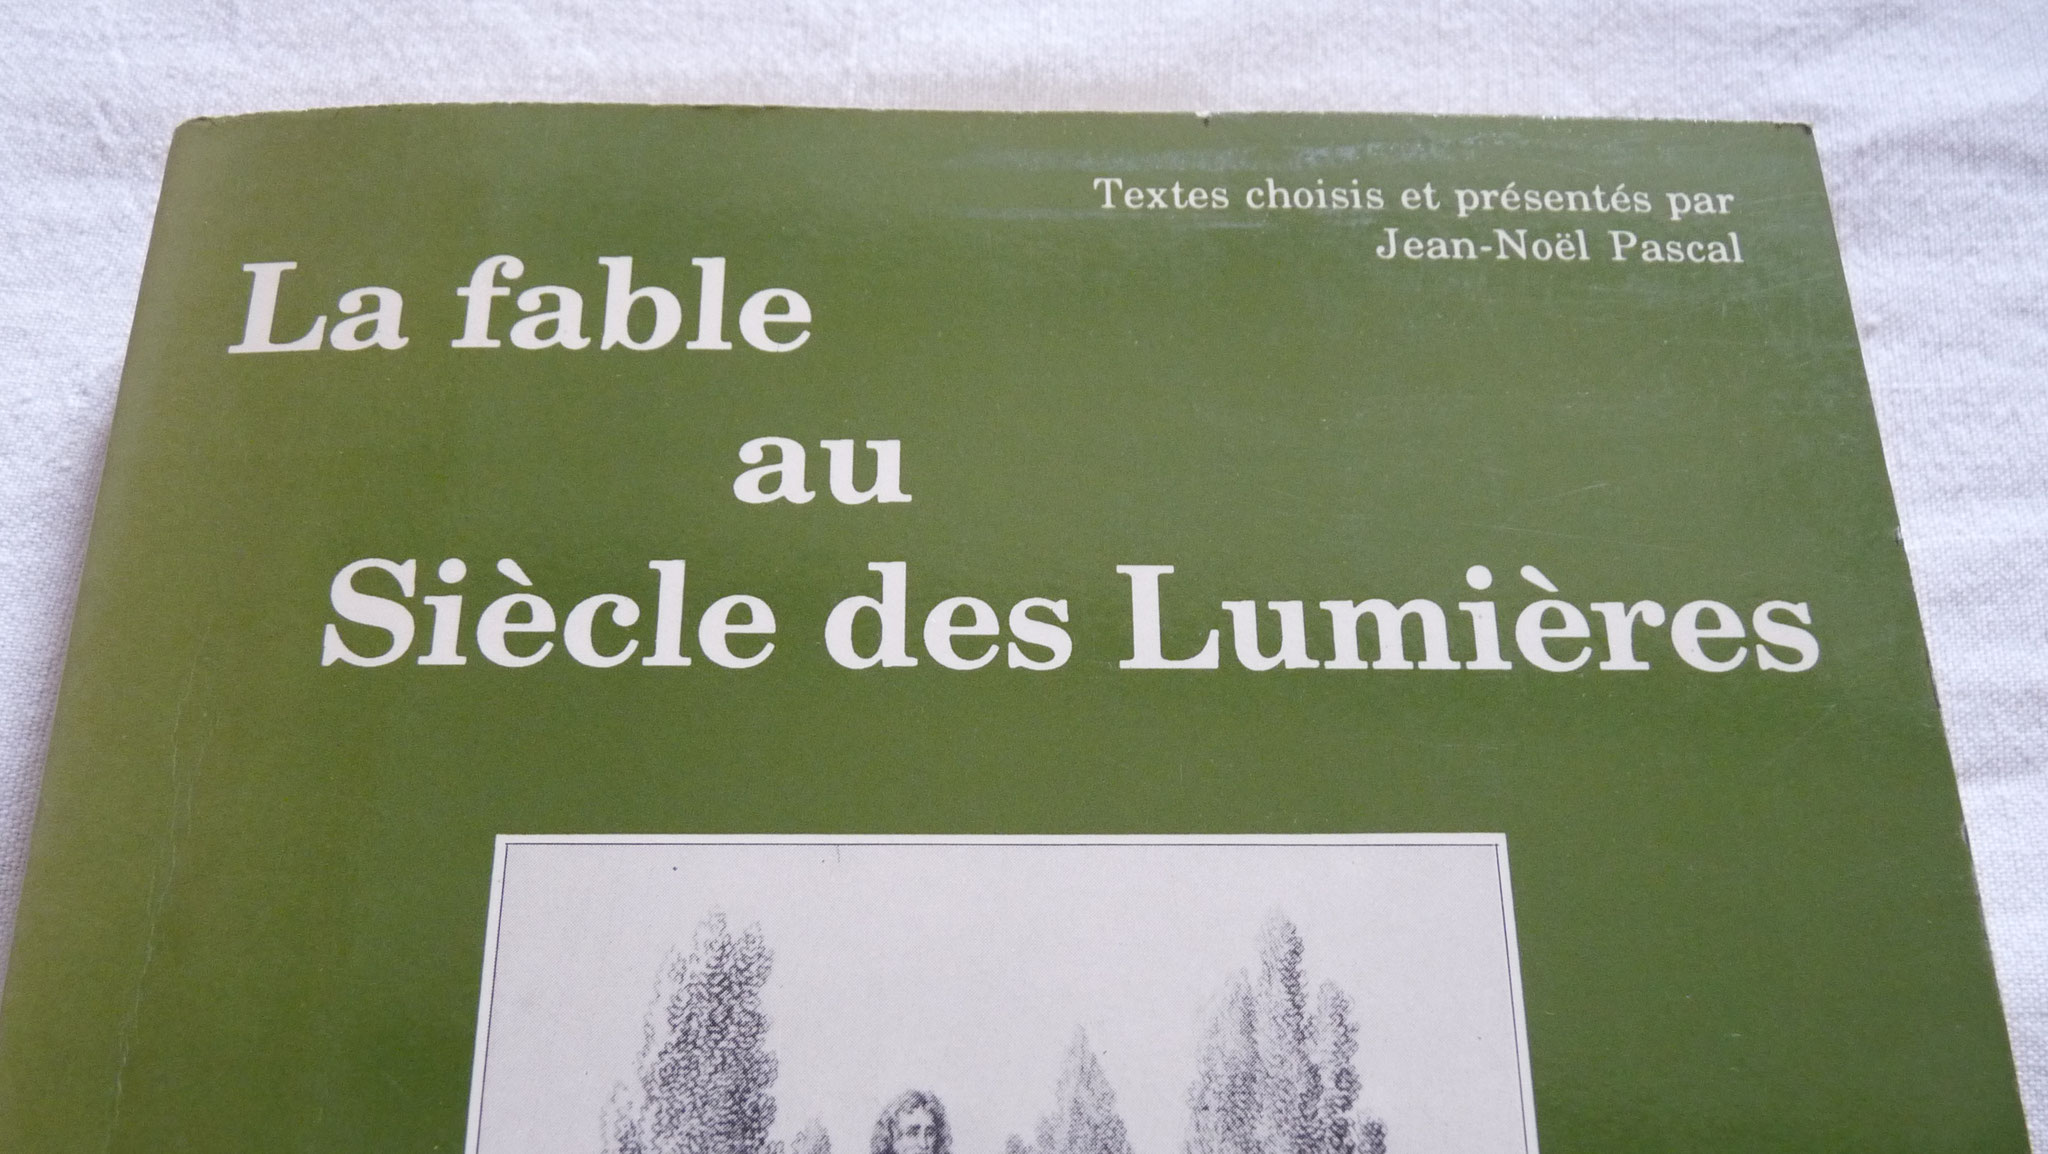 Textes choisis et présentés par
Jean-Noël Pascal
La fable
au
Siècle des Lumières